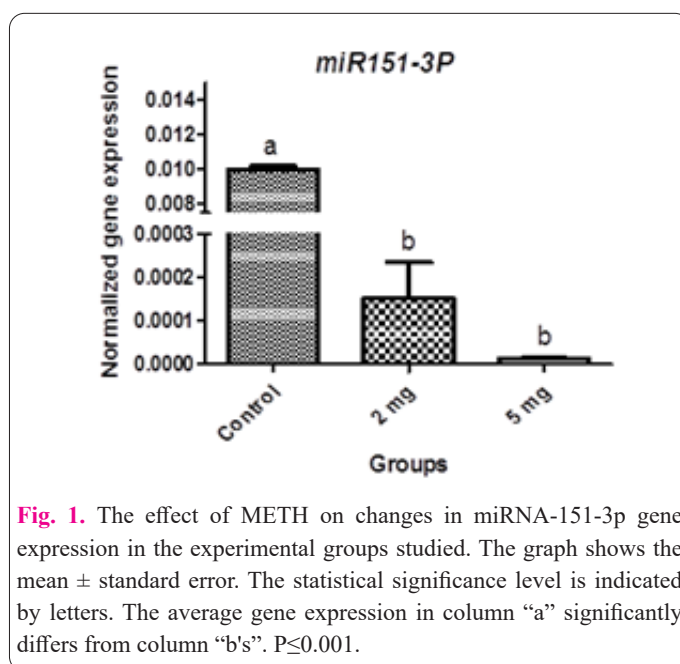 miR151-3P
Normalized gene expression
0.014
0.012
0.010
0.008
0.0003
0.0002
0.0001
0.0000
a
b
b
Control
2 mg
5 mg
Groups
Fig. 1. The effect of METH on changes in miRNA-151-3p gene
expression in the experimental groups studied. The graph shows the
mean ± standard error. The statistical significance level is indicated
by letters. The average gene expression in column “a” significantly
differs from column “b's”. P≤0.001.